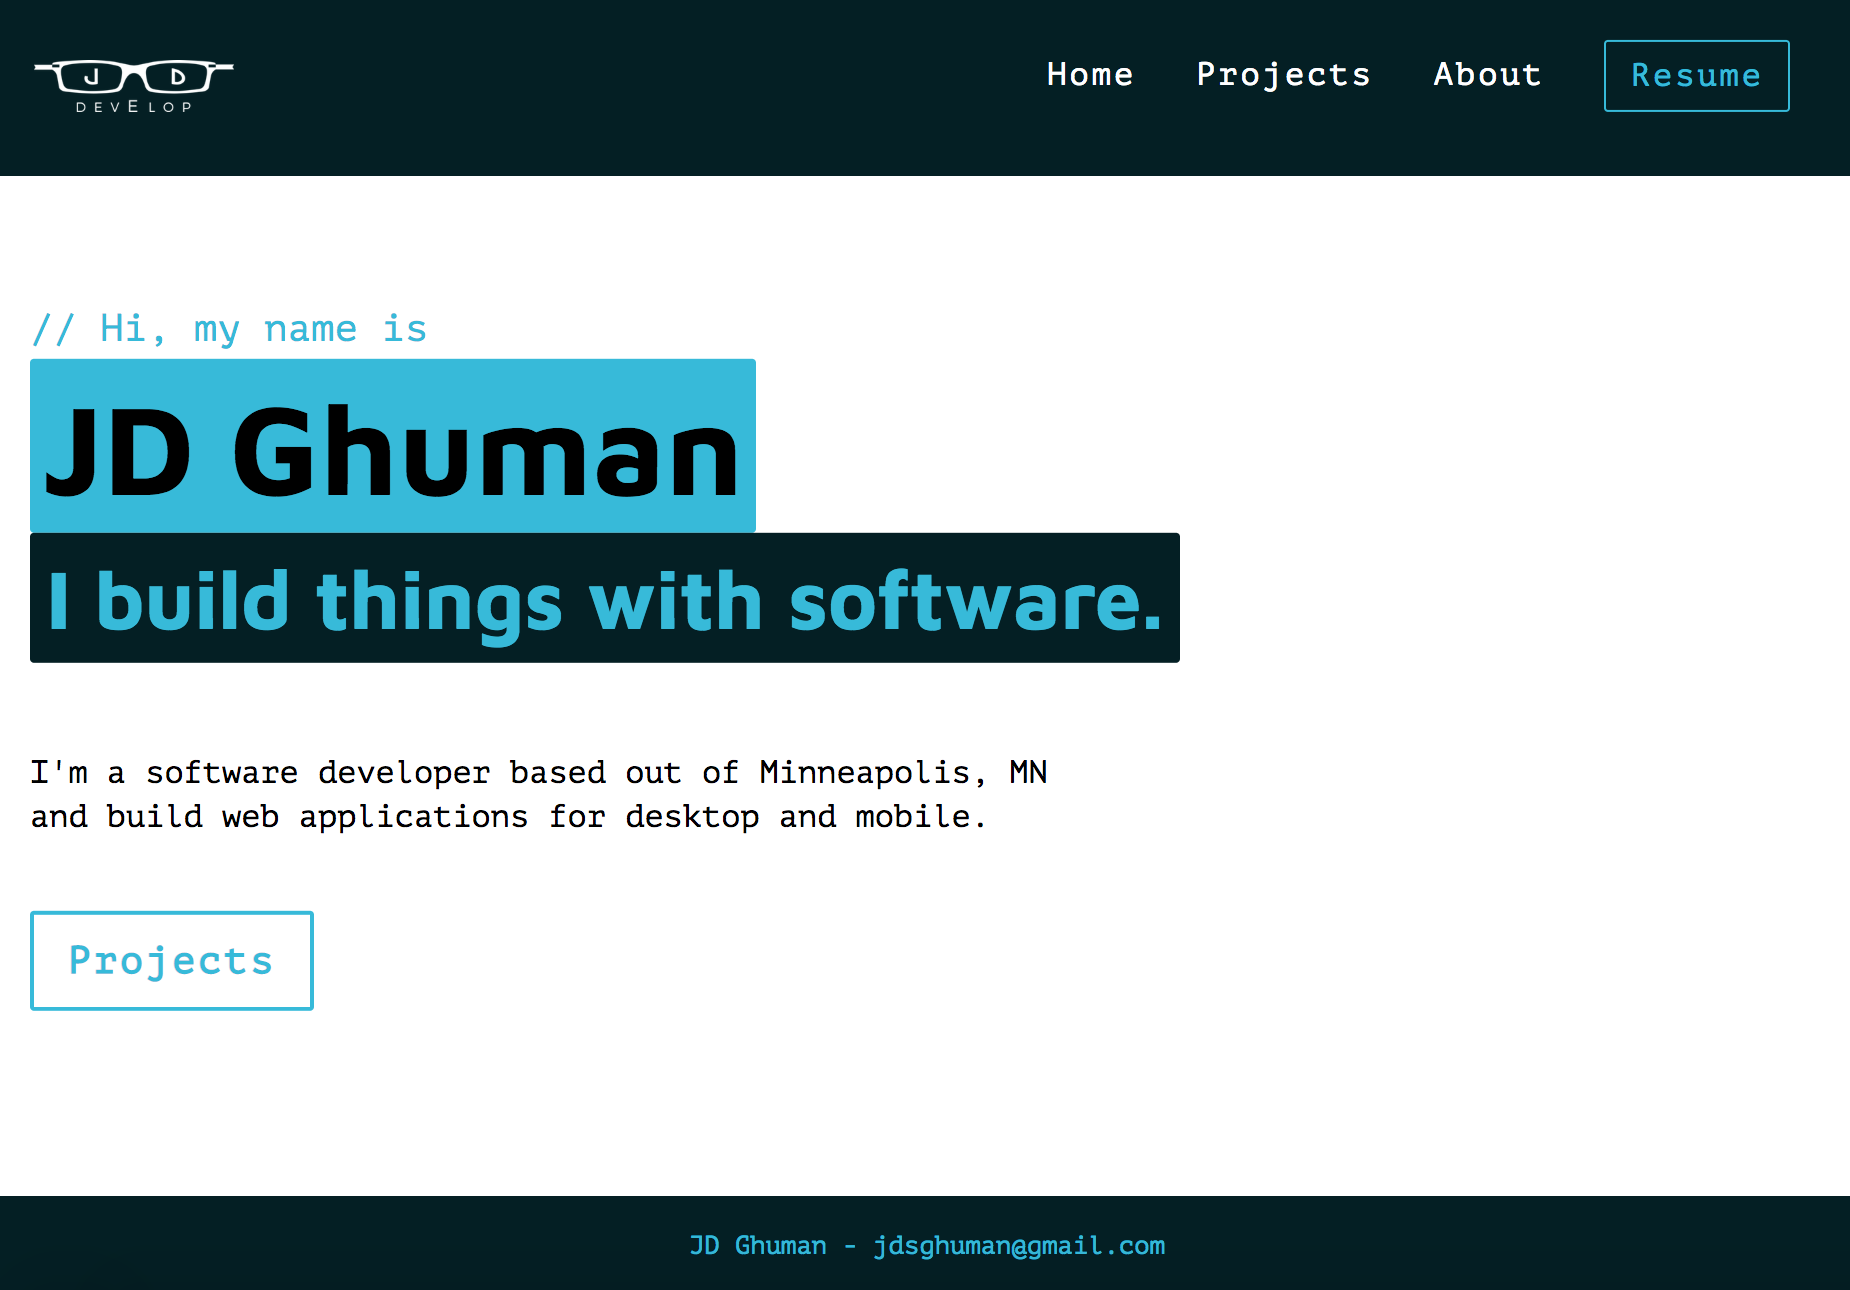 J D
DEVELOP
Home Projects About Resume
// Hi, my name is
JD Ghuman
I build things with software.
I'm a software developer based out of Minneapolis, MN
and build web applications for desktop and mobile.
Projects
JD Ghuman - jdsghuman@gmail.com